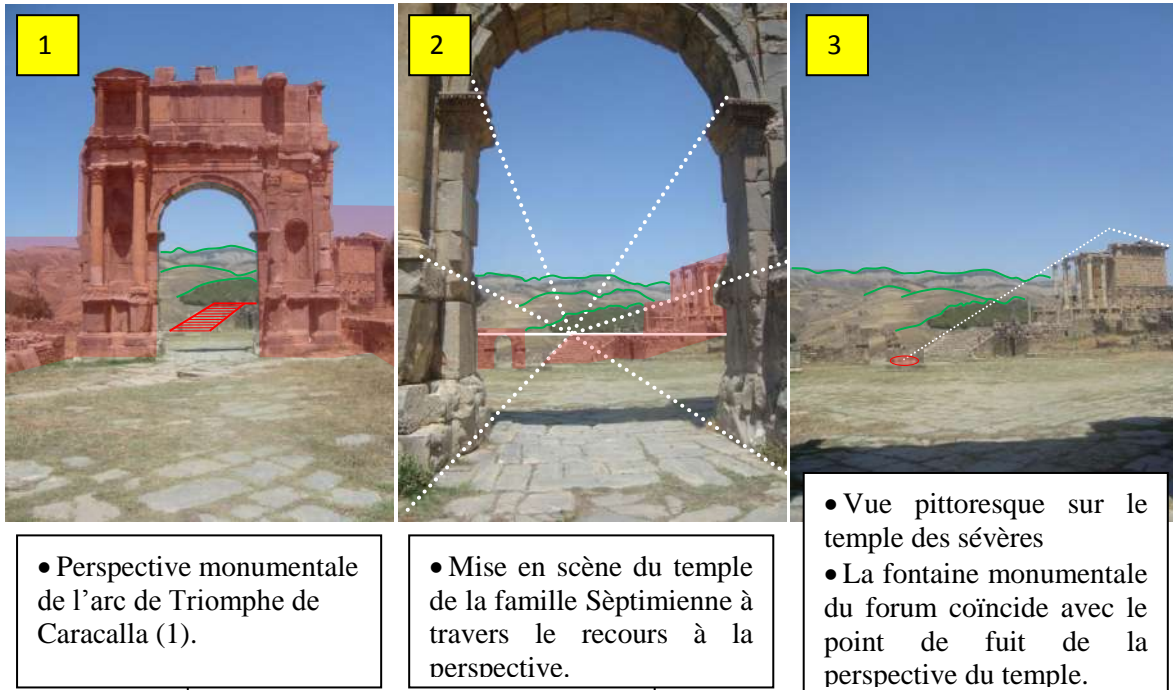 1
2
3
• Perspective monumentale
de l'arc de Triomphe de
Caracalla (1).
• Mise en scène du temple
de la famille Sèptimienne à
travers le recours à la
perspective.
• Vue pittoresque sur le
temple des sévères
• La fontaine monumentale
du forum coïncide avec le
point de fuit de la
perspective du temple.